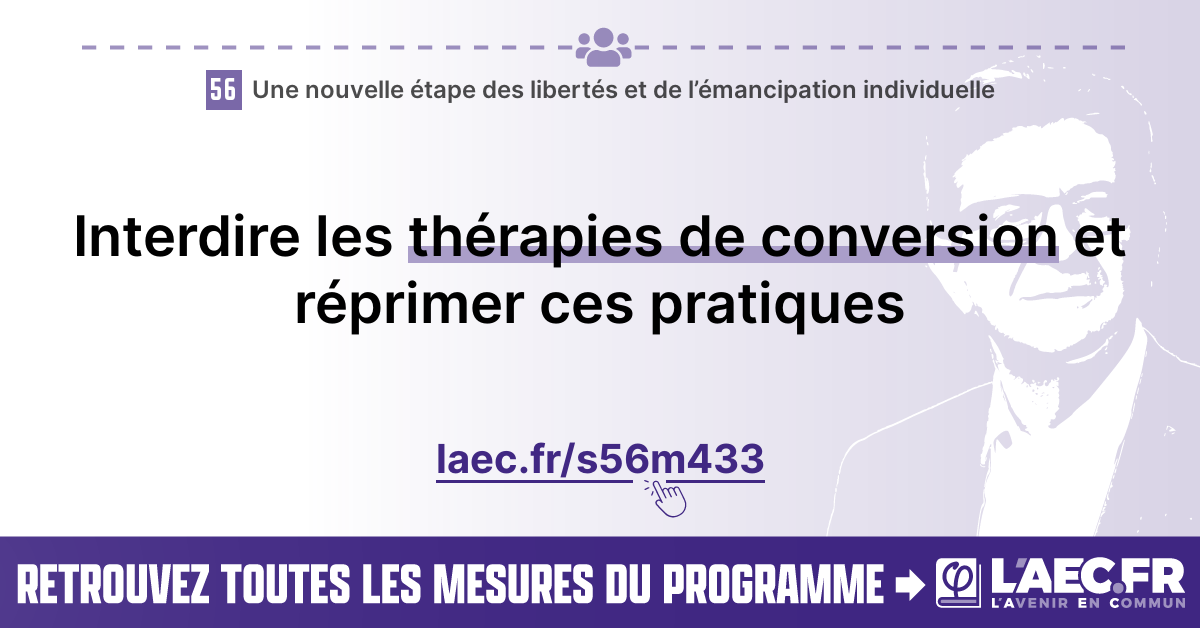 56 Une nouvelle étape des libertés et de l’émancipation individuelle
Interdire les thérapies de conversion et
réprimer ces pratiques
laec.fr/s56m433
RETROUVEZ TOUTES LES MESURES DU PROGRAMME
φ L'AEC.FR
L'AVENIR EN COMMUN